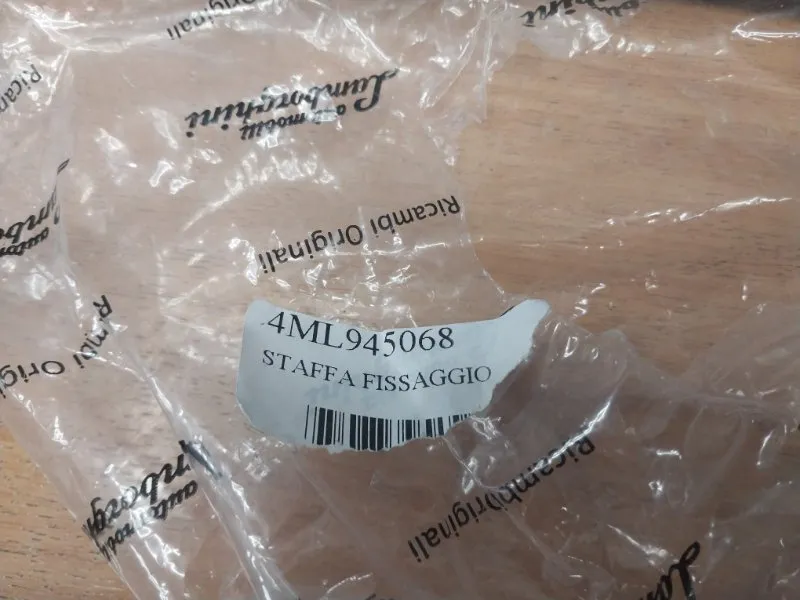 Ricambi Originali
automobili
Lamborghini
Ricambi Originali
4ML945068
STAFFA FISSAGGIO
Ricambi Originali